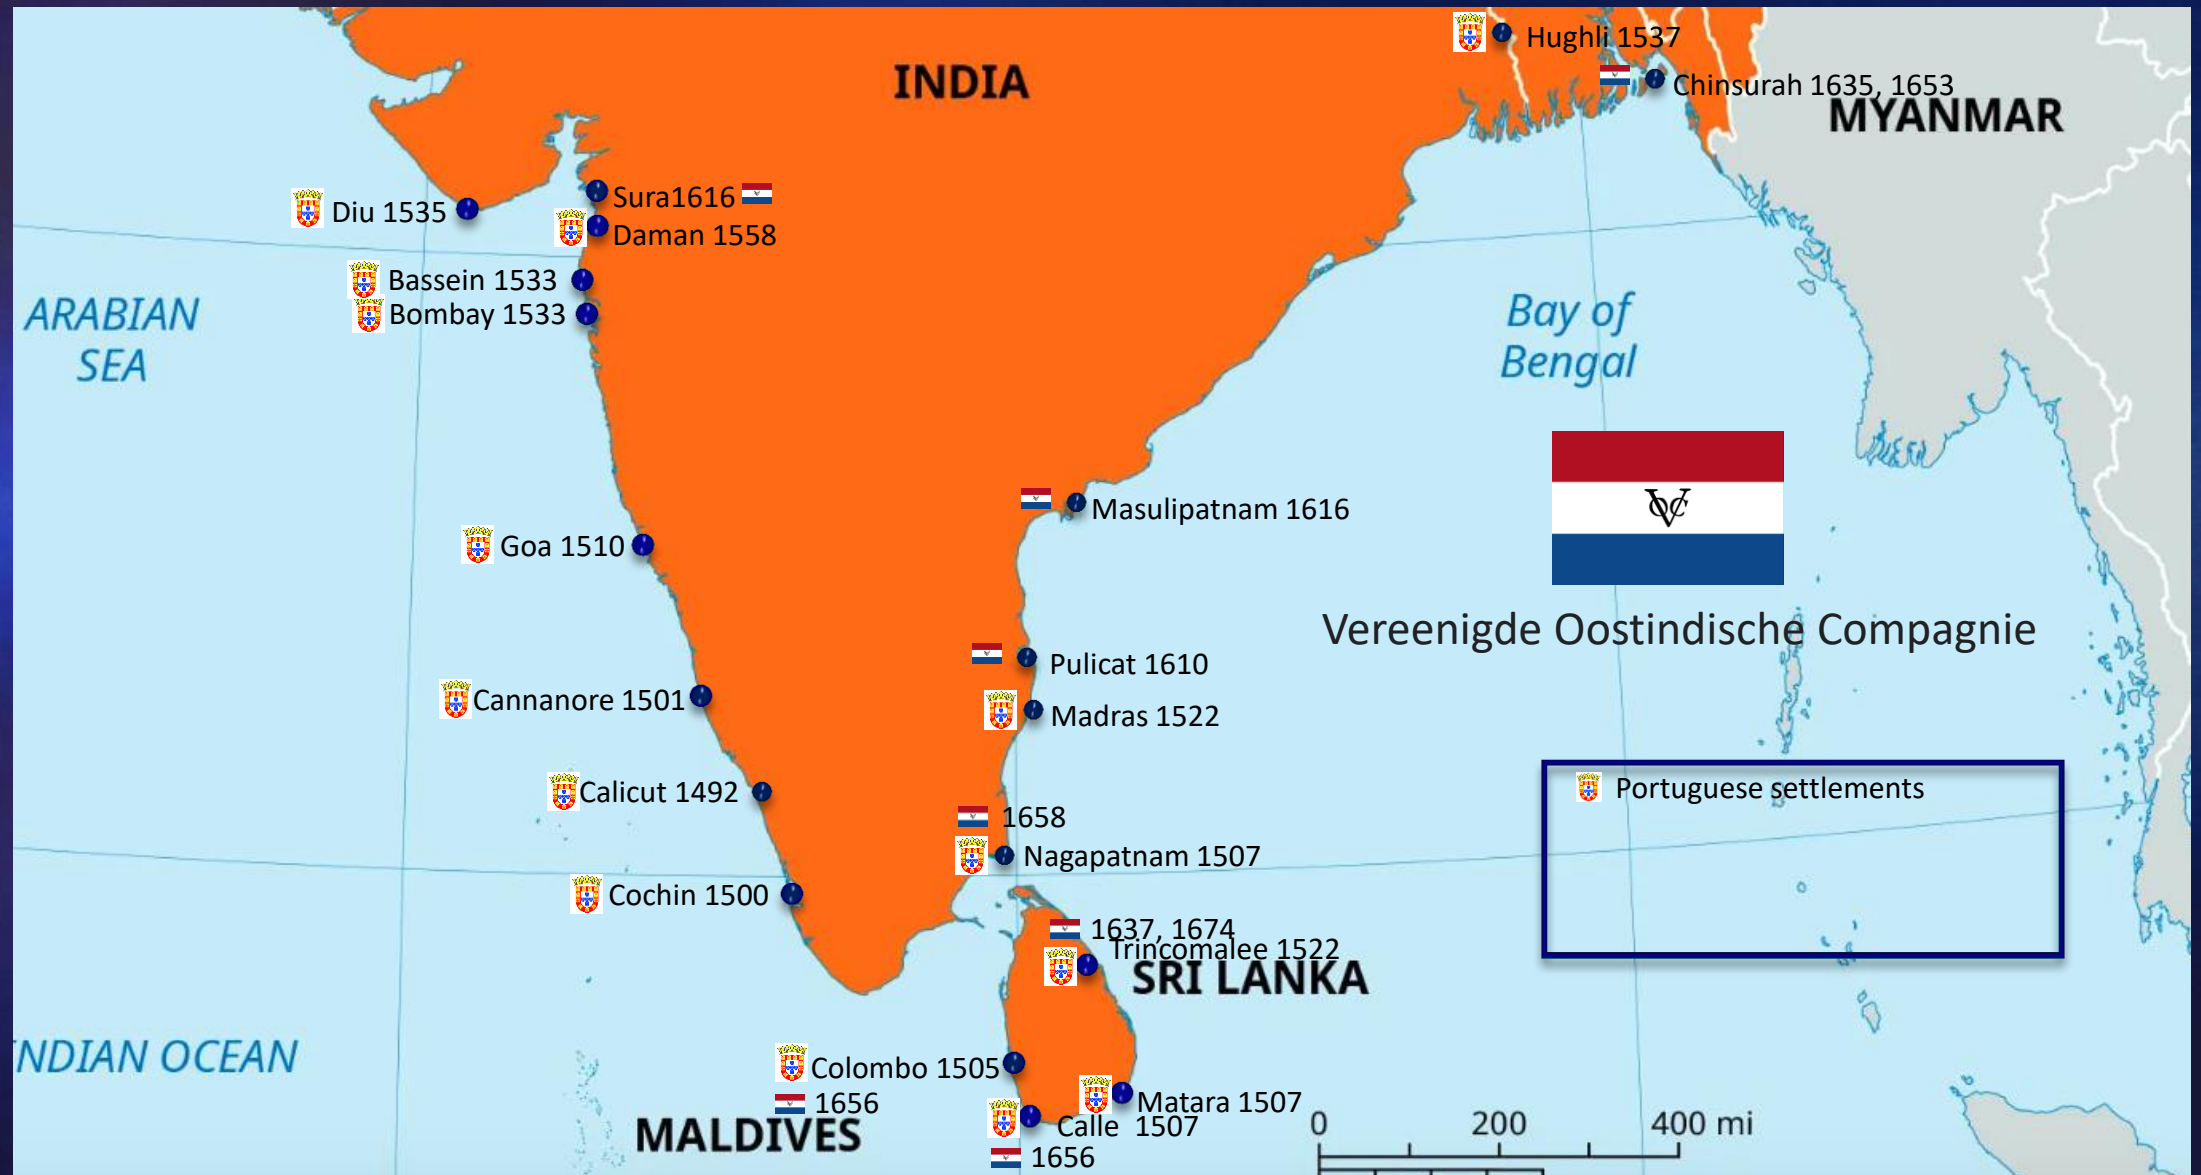 INDIA
Hughli 1537
Chinsurah 1635, 1653
MYANMAR
Sura1616
Diu 1535
Daman 1558
Bassein 1533
Bombay 1533
ARABIAN
SEA
Bay of
Bengal
VOC
Masulipatnam 1616
Goa 1510
Vereenigde Oostindische Compagnie
Pulicat 1610
Cannanore 1501
Madras 1522
Calicut 1492
Portuguese settlements
1658
Nagapatnam 1507
Cochin 1500
1637, 1674
Trincomalee 1522
SRI LANKA
NDIAN OCEAN
Colombo 1505
1656
Matara 1507
Calle 1507
MALDIVES
1656
0 200 400 mi